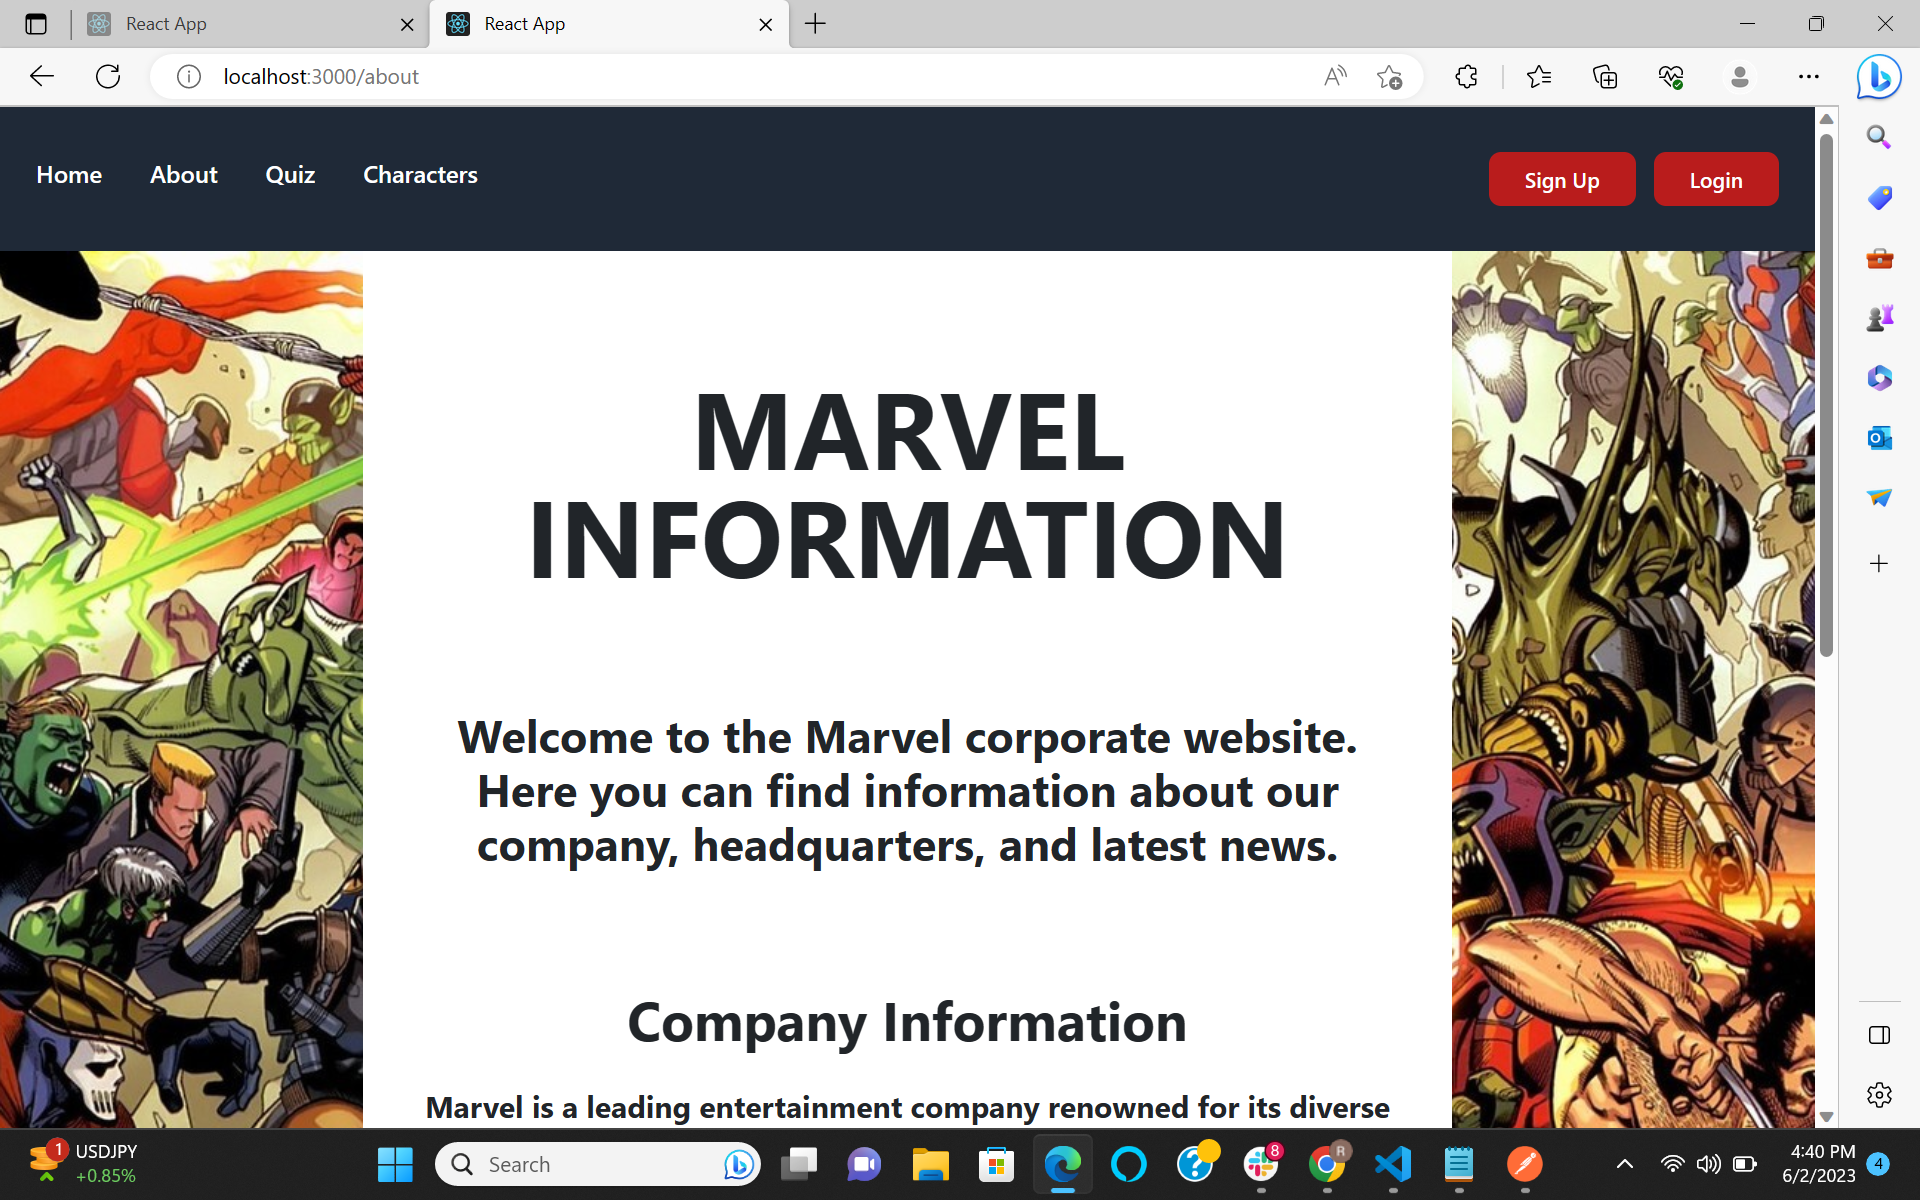 React App
React App
localhost:3000/about
Home
About
Quiz
Characters
Sign Up
Login
MARVEL
INFORMATION
Welcome to the Marvel corporate website.
Here you can find information about our
company, headquarters, and latest news.
Company Information
Marvel is a leading entertainment company renowned for its diverse
1
USDJPY
+0.85%
Search
8
R
4:40 PM
6/2/2023
4